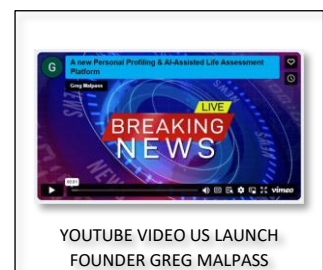 G
A new Personal Profiling & AI-Assisted Life Assessment
Platform
Greg Malpass
LIVE
BREAKING
NEWS
vimeo
YOUTUBE VIDEO US LAUNCH
FOUNDER GREG MALPASS